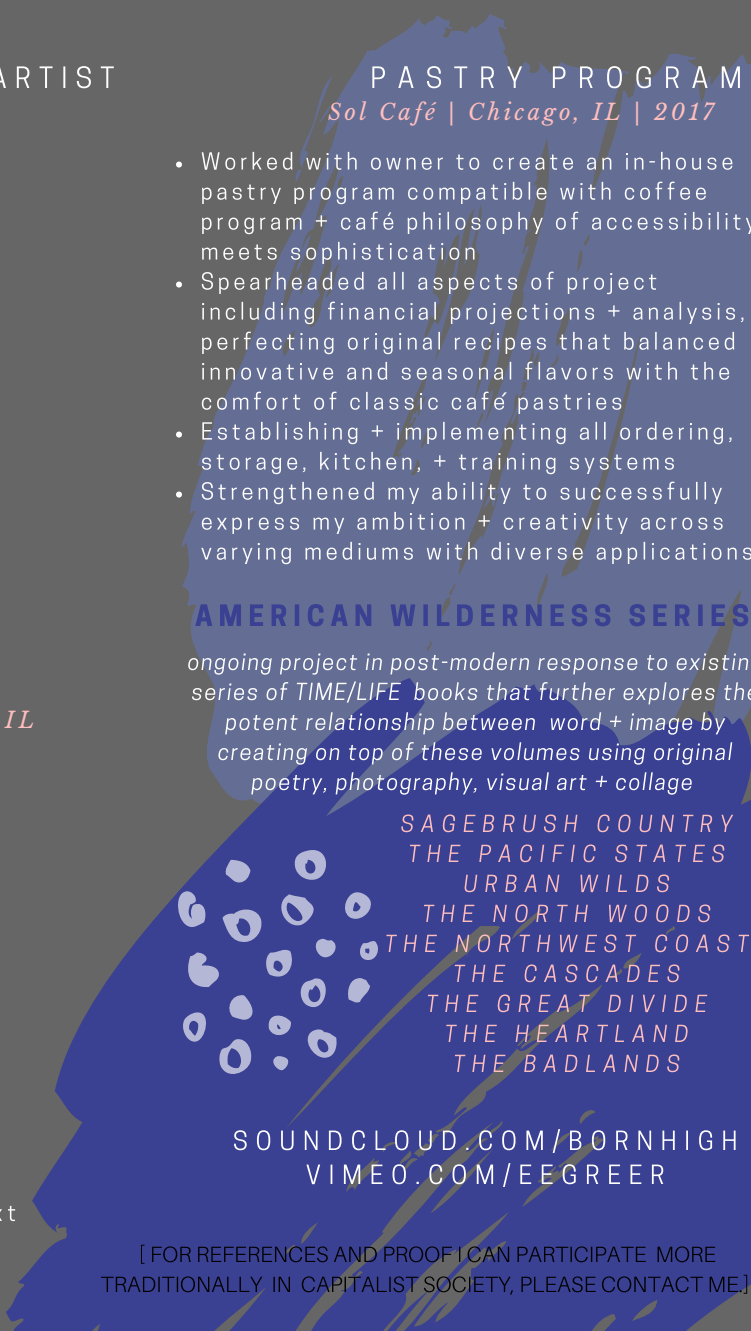 ARTIST
PASTRY PROGRAM
Sol Café | Chicago, IL | 2017
• Worked with owner to create an in-house
pastry program compatible with coffee
program + café philosophy of accessibility
meets sophistication
• Spearheaded all aspects of project
including financial projections + analysis,
perfecting original recipes that balanced
innovative and seasonal flavors with the
comfort of classic café pastries
• Establishing + implementing all ordering,
storage, kitchen, + training systems
• Strengthened my ability to successfully
express my ambition + creativity across
varying mediums with diverse applications
AMERICAN WILDERNESS SERIES
ongoing project in post-modern response to existin
series of TIME/LIFE books that further explores the
IL
potent relationship between word + image by
creating on top of these volumes using original
poetry, photography, visual art + collage
SAGEBRUSH COUNTRY
THE PACIFIC STATES
URBAN WILDS
THE NORTH WOODS
THE NORTHWEST COAST
THE CASCADES
THE GREAT DIVIDE
THE HEARTLAND
THE BADLANDS
SOUNDCLOUD.COM/BORNHIGH
VIMEO.COM/EEGREER
[ FOR REFERENCES AND PROOF I CAN PARTICIPATE MORE
TRADITIONALLY IN CAPITALIST SOCIETY, PLEASE CONTACT ME.]